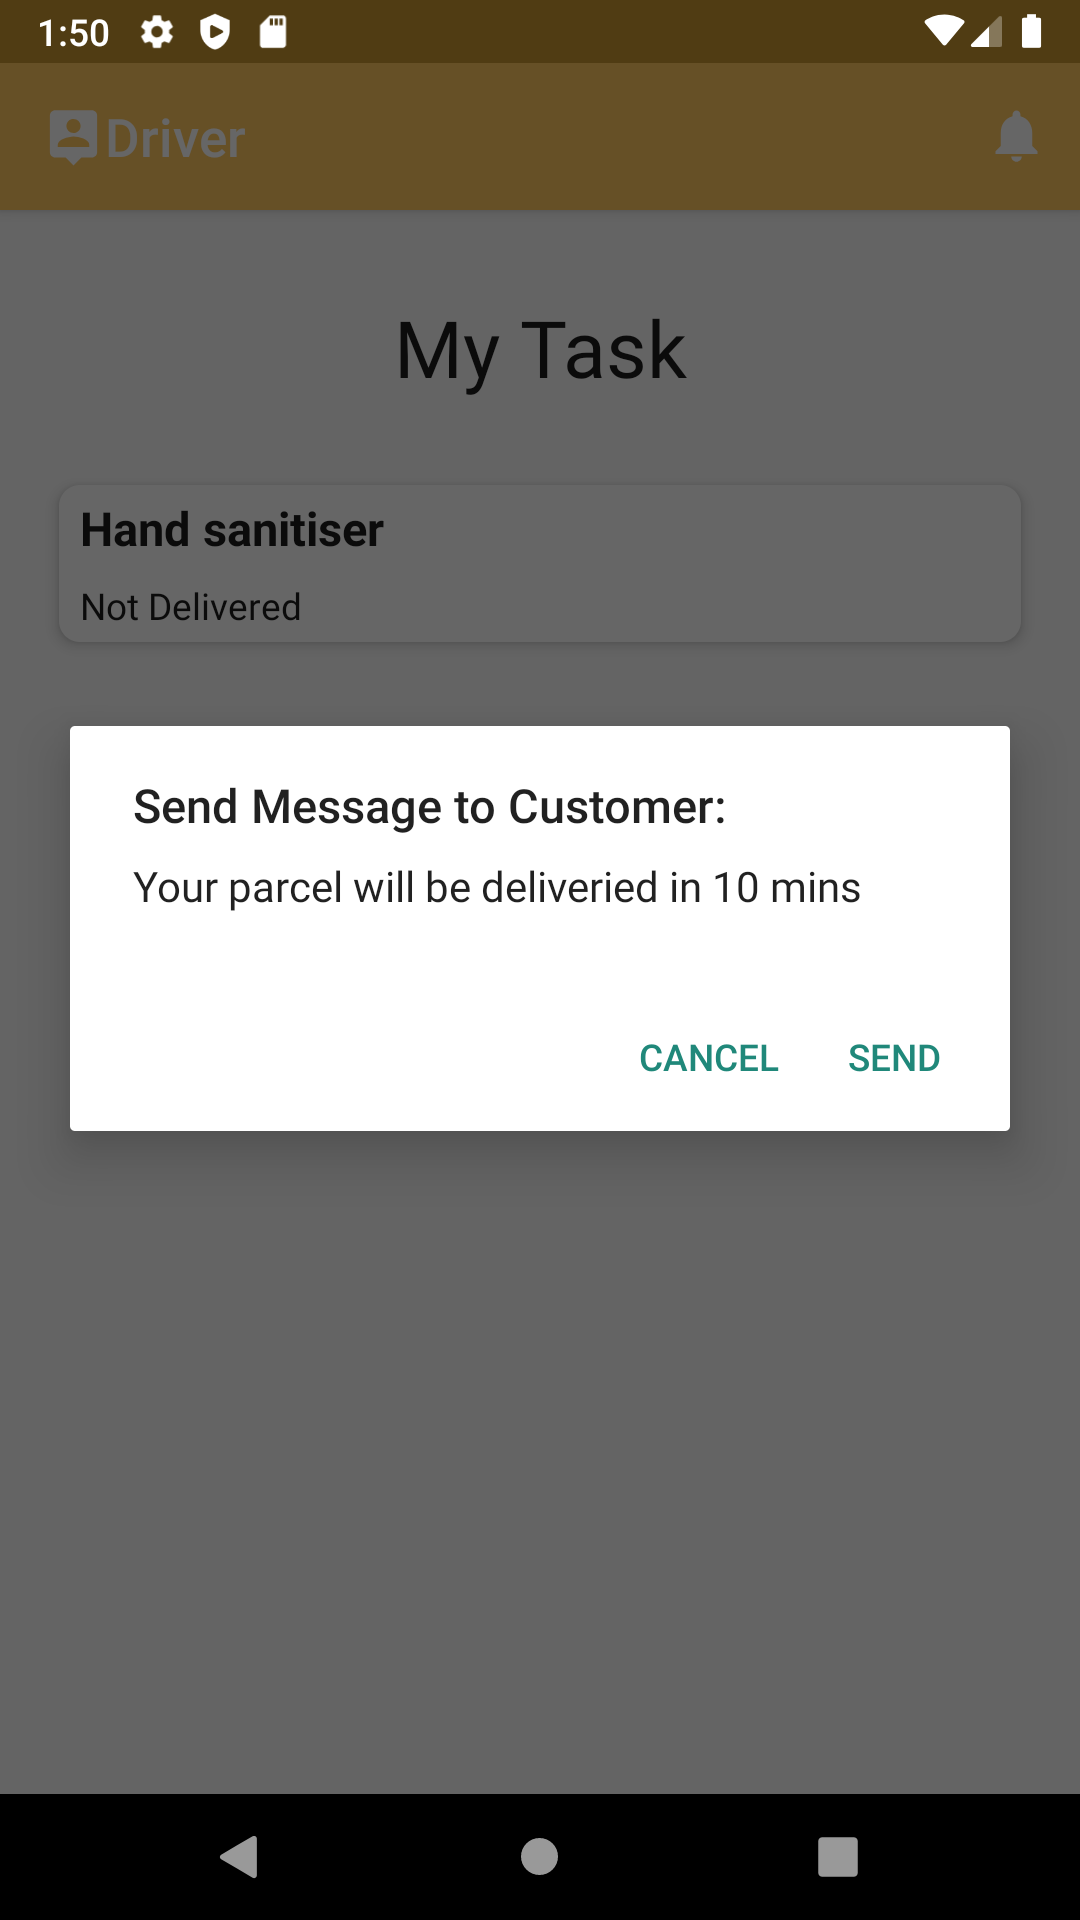 1:50
Driver
My Task
Hand sanitiser
Not Delivered
Send Message to Customer:
Your parcel will be deliveried in 10 mins
CANCEL SEND